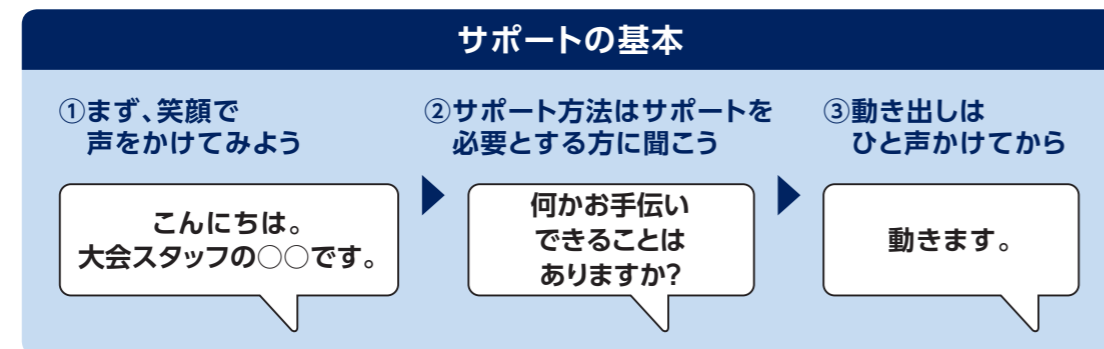 サポートの基本
①まず、笑顔で
声をかけてみよう
こんにちは。
大会スタッフの○○です。
②サポート方法はサポートを
必要とする方に聞こう
何かお手伝い
できることは
ありますか?
③動き出しは
ひと声かけてから
動きます。